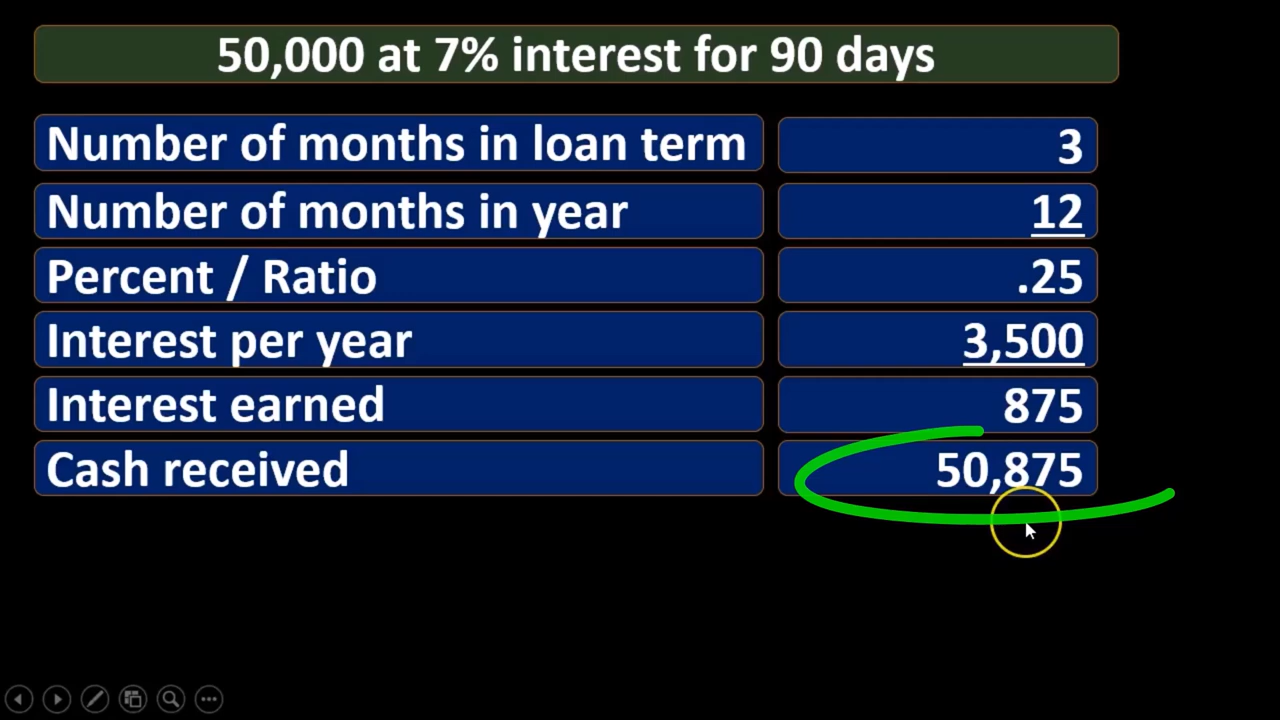 50,000 at 7% interest for 90 days
Number of months in loan term 3
Number of months in year 12
Percent / Ratio .25
Interest per year 3,500
Interest earned 875
Cash received 50,875